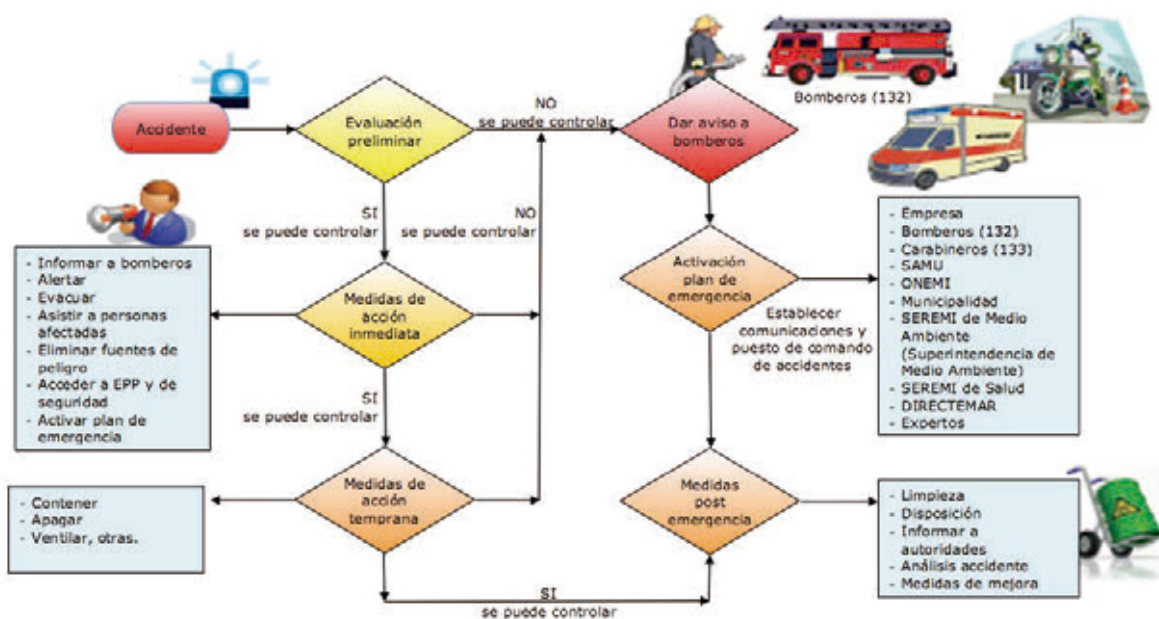 Bomberos (132)
Accidente
Evaluación
preliminar
NO
se puede controlar
Dar aviso a
bomberos
SI
se puede controlar
NO
se puede controlar
- Informar a bomberos
- Alertar
- Evacuar
- Asistir a personas
afectadas
- Eliminar fuentes de
peligro
- Acceder a EPP y de
seguridad
- Activar plan de
emergencia
Medidas de
acción
inmediata
Activación
plan de
emergencia
Establecer
comunicaciones y
puesto de comando
de accidentes
- Empresa
- Bomberos (132)
- Carabineros (133)
- SAMU
- ONEMI
- Municipalidad
- SEREMI de Medio
Ambiente
(Superintendencia de
Medio Ambiente)
- SEREMI de Salud
- DIRECTEMAR
- Expertos
SI
se puede controlar
- Contener
- Apagar
- Ventilar, otras.
Medidas de
acción
temprana
Medidas
post
emergencia
- Limpieza
- Disposición
- Informar a
autoridades
- Análisis accidente
- Medidas de mejora
SI
se puede controlar